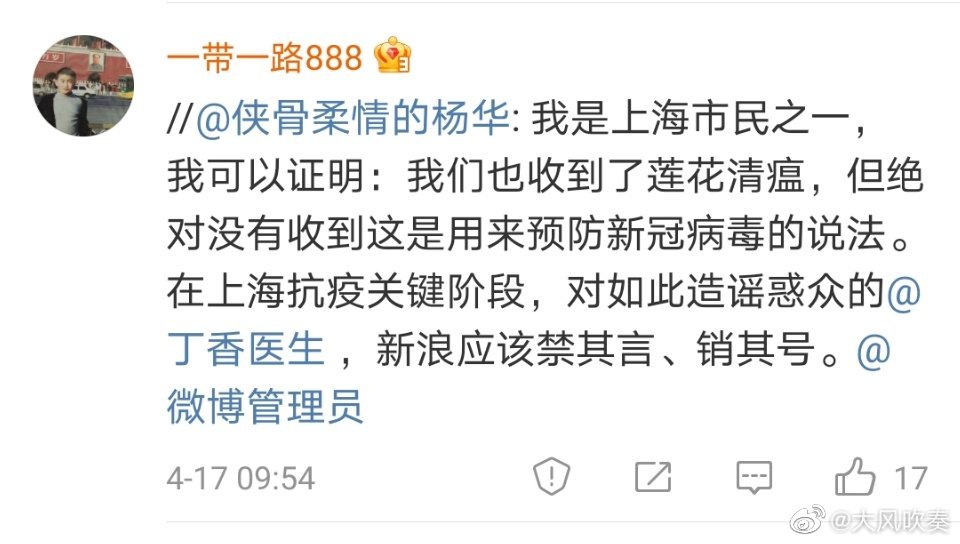 一带一路888
//@侠骨柔情的杨华: 我是上海市民之一，
我可以证明：我们也收到了莲花清瘟，但绝
对没有收到这是用来预防新冠病毒的说法。
在上海抗疫关键阶段，对如此造谣惑众的@
丁香医生 ，新浪应该禁其言、销其号。@
微博管理员
4-17 09:54
17
@大风吹奏